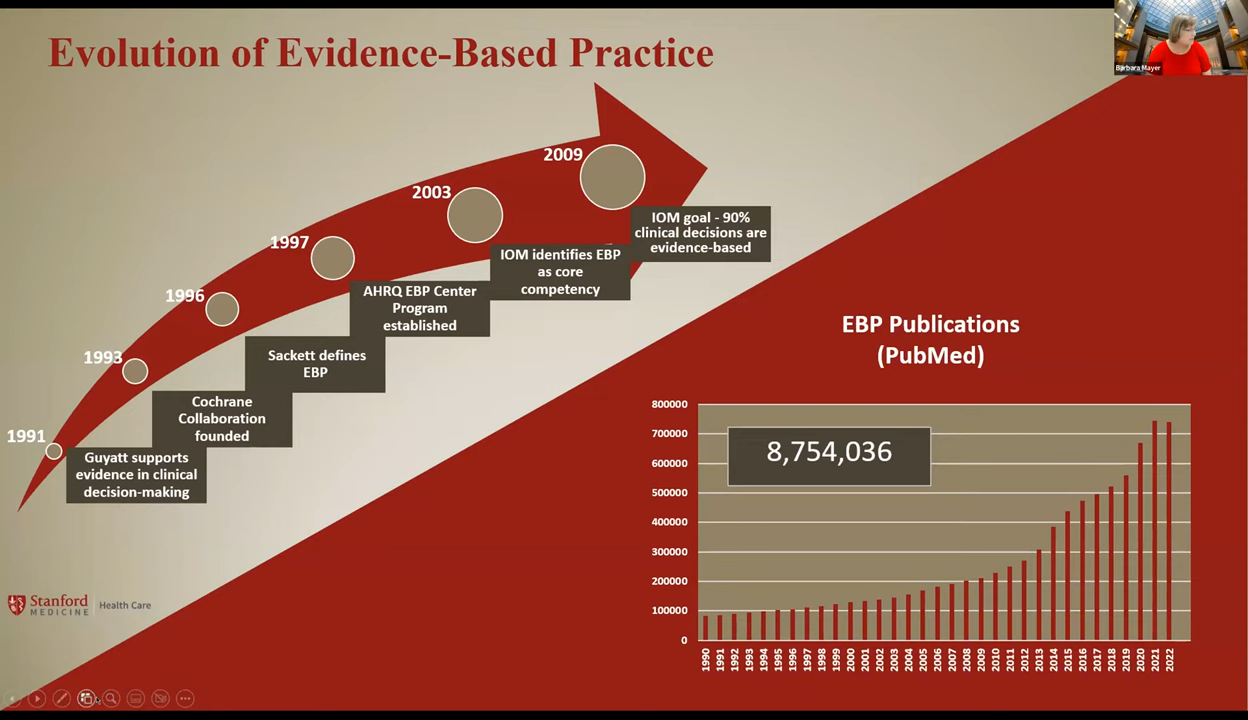 Evolution of Evidence-Based Practice
Barbara Mayer
2009
2003
1997
1996
1993
1991
IOM goal - 90%
clinical decisions are
evidence-based
IOM identifies EBP
as core
competency
AHRQ EBP Center
Program
established
Sackett defines
EBP
Cochrane
Collaboration
founded
Guyatt supports
evidence in clinical
decision-making
Stanford
MEDICINE
Health Care
EBP Publications
(PubMed)
8,754,036
800000
700000
600000
500000
400000
300000
200000
100000
0
1990
1991
1992
1993
1994
1995
1996
1997
1998
1999
2000
2001
2002
2003
2004
2005
2006
2007
2008
2009
2010
2011
2012
2013
2014
2015
2016
2017
2018
2019
2020
2021
2022